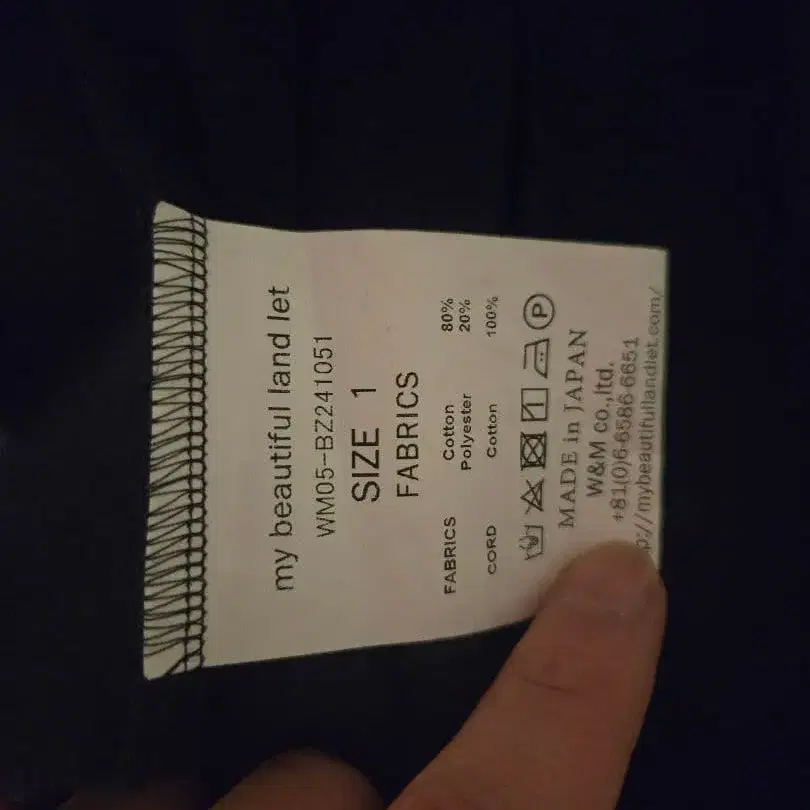 my beautiful land let
WM05-BZ241051
SIZE 1
FABRICS
FABRICS Cotton 80%
Polyester 20%
CORD Cotton 100%
P
MADE in JAPAN
W&M co.,ltd.
+81(0)6-6586-6651
p://mybeautifullandlet.com/